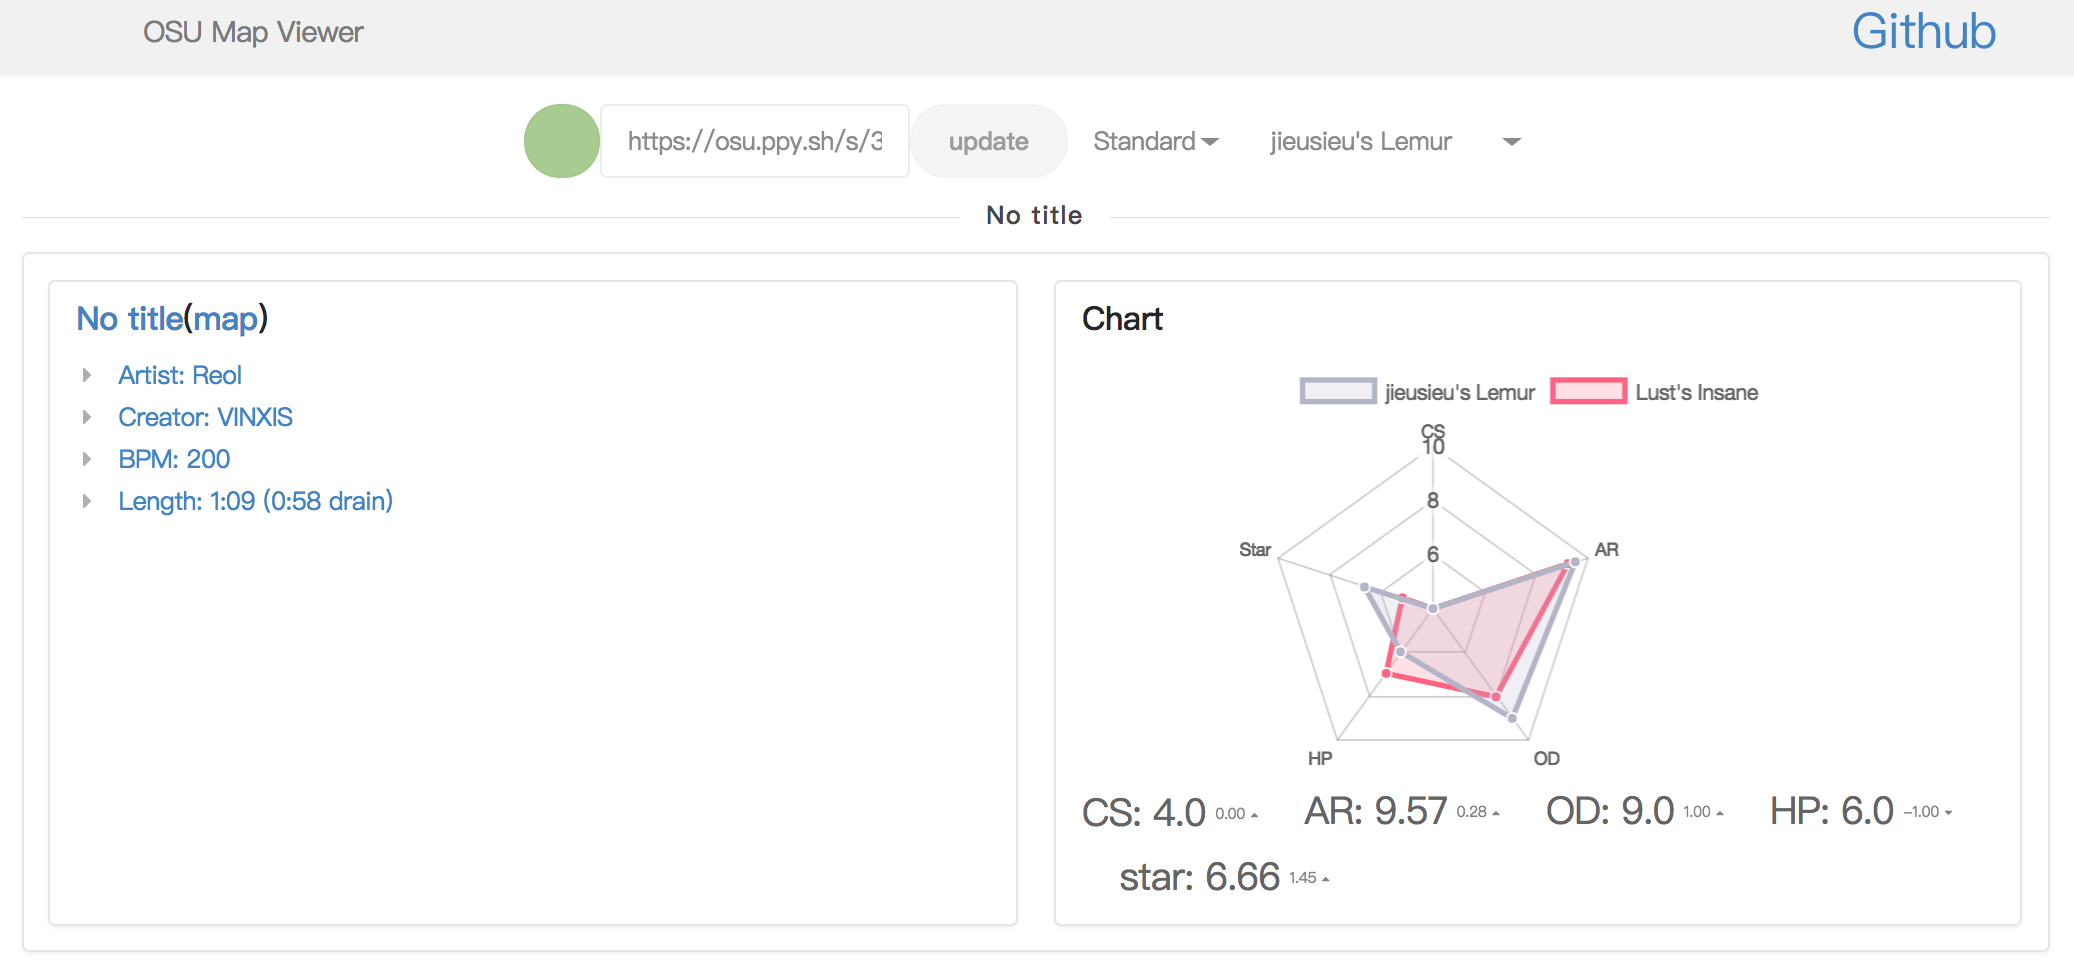 OSU Map Viewer
Github
https://osu.ppy.sh/s/3
update
Standard
jieusieu's Lemur
No title
No title(map)
Artist: Reol
Creator: VINXIS
BPM: 200
Length: 1:09 (0:58 drain)
Chart
jieusieu's Lemur
Lust's Insane
CS
10
8
6
Star
AR
HP
OD
CS: 4.0 0.00
AR: 9.57 0.28
OD: 9.0 1.00
HP: 6.0 -1.00
star: 6.66 1.45